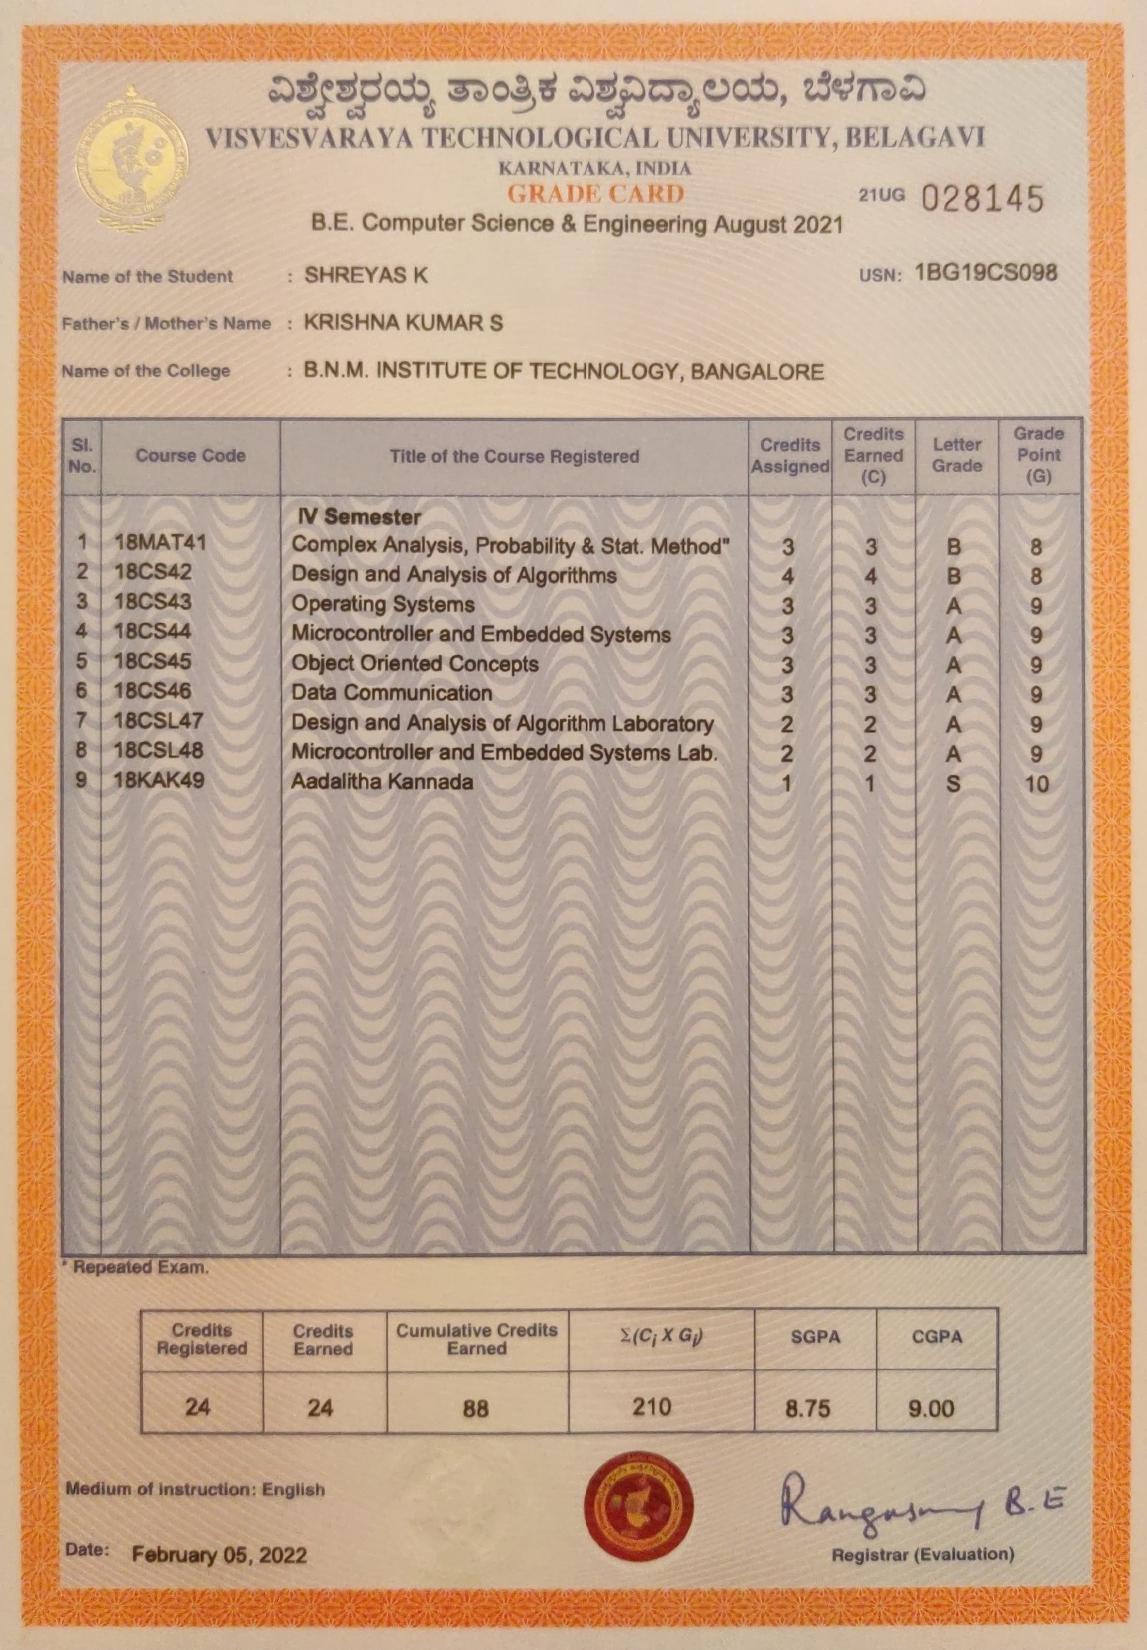 ವಿಶ್ವೇಶ್ವರಯ್ಯ ತಾಂತ್ರಿಕ ವಿಶ್ವವಿದ್ಯಾಲಯ, ಬೆಳಗಾವಿ
VISVESVARAYA TECHNOLOGICAL UNIVERSITY, BELAGAVI
KARNATAKA, INDIA
GRADE CARD
21UG 028145
B.E. Computer Science & Engineering August 2021
Name of the Student : SHREYAS K USN: 1BG19CS098
Father's / Mother's Name : KRISHNA KUMAR S
Name of the College : B.N.M. INSTITUTE OF TECHNOLOGY, BANGALORE
Sl. No. Course Code Title of the Course Registered Credits Assigned Credits Earned (C) Letter Grade Grade Point (G)
IV Semester
1 18MAT41 Complex Analysis, Probability & Stat. Method" 3 3 B 8
2 18CS42 Design and Analysis of Algorithms 4 4 B 8
3 18CS43 Operating Systems 3 3 A 9
4 18CS44 Microcontroller and Embedded Systems 3 3 A 9
5 18CS45 Object Oriented Concepts 3 3 A 9
6 18CS46 Data Communication 3 3 A 9
7 18CSL47 Design and Analysis of Algorithm Laboratory 2 2 A 9
8 18CSL48 Microcontroller and Embedded Systems Lab. 2 2 A 9
9 18KAK49 Aadalitha Kannada 1 1 S 10
* Repeated Exam.
Credits Registered Credits Earned Cumulative Credits Earned Σ(Ci X Gi) SGPA CGPA
24 24 88 210 8.75 9.00
Medium of instruction: English
Rangasway B.E
Date: February 05, 2022
Registrar (Evaluation)